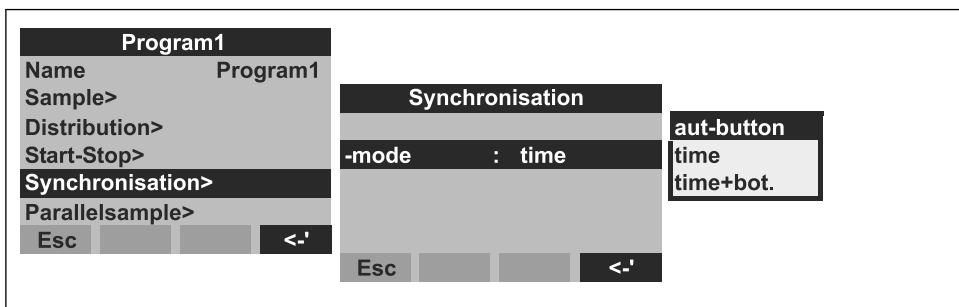 Program1
Name Program1
Sample>
Distribution>
Start-Stop>
Synchronisation>
Parallelsample>
Esc <-'
Synchronisation
-mode : time
Esc <-'
aut-button
time
time+bot.